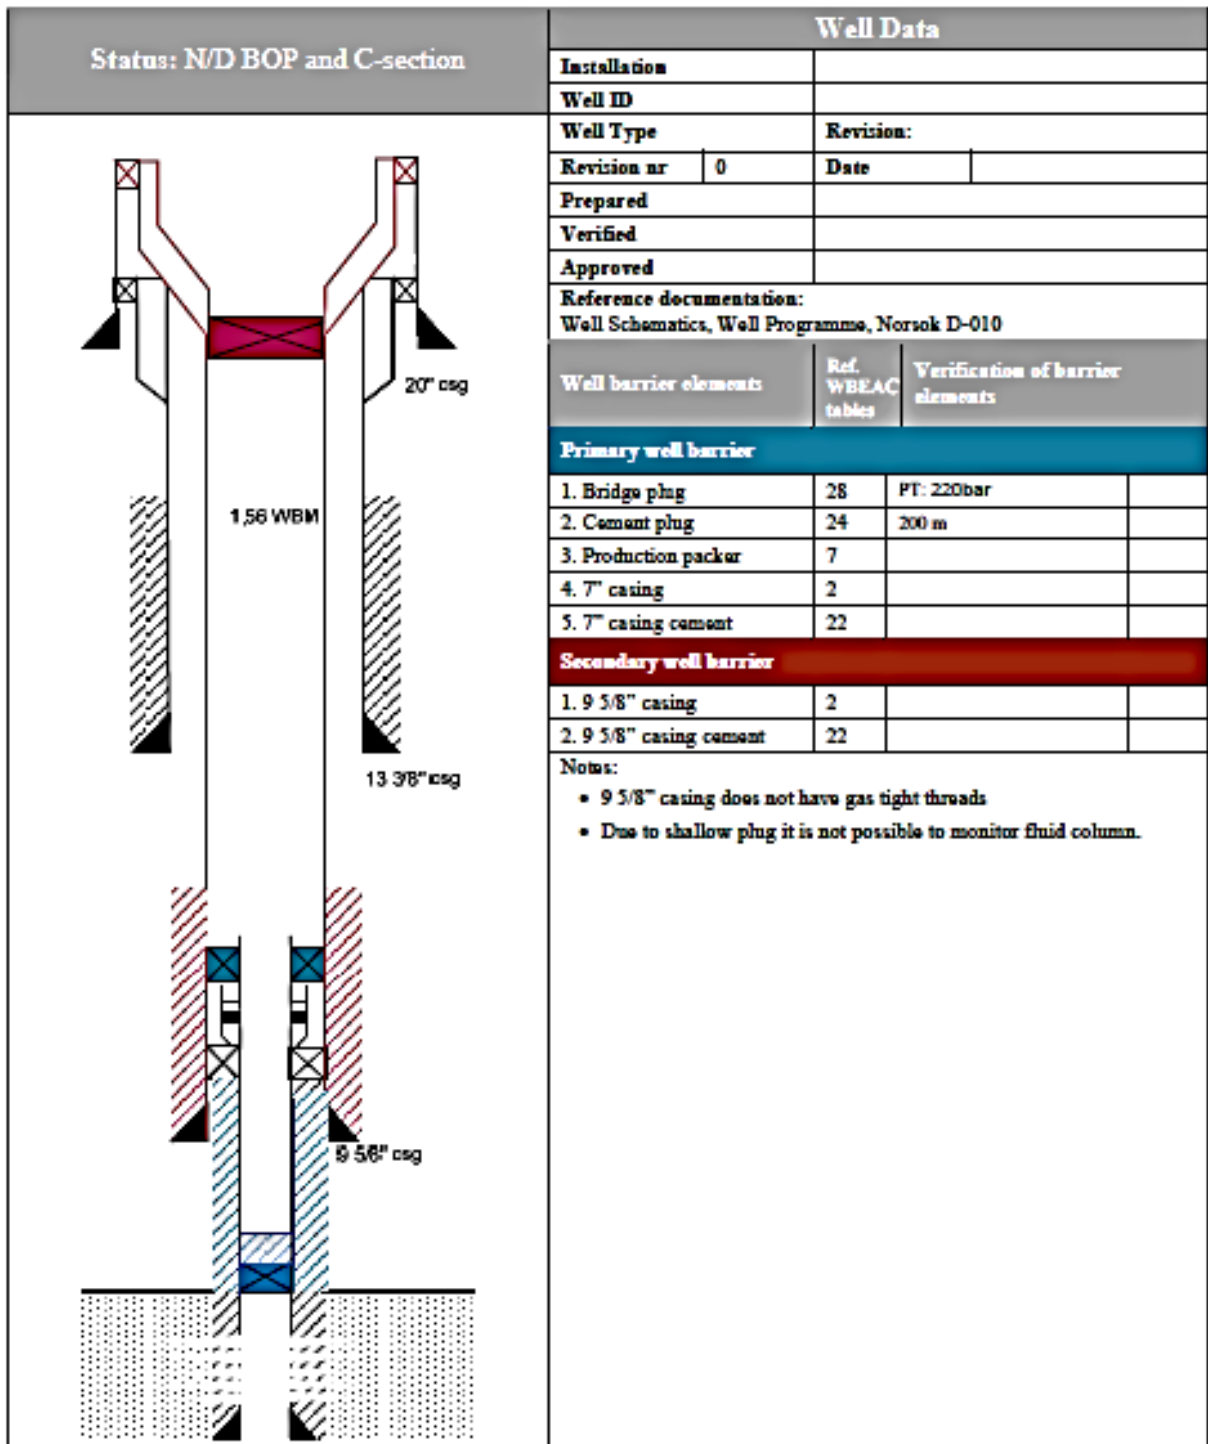 Status: N/D BOP and C-section
20" csg
1,56 WBM
13 3/8" csg
9 5/8" csg
Well Data
Installation
Well ID
Well Type Revision:
Revision nr 0 Date
Prepared
Verified
Approved
Reference documentation:
Well Schematics, Well Programme, Norsok D-010
Well barrier elements Ref. WBEAC tables Verification of barrier elements
Primary well barrier
1. Bridge plug 28 PT: 220bar
2. Cement plug 24 200 m
3. Production packer 7
4. 7" casing 2
5. 7" casing cement 22
Secondary well barrier
1. 9 5/8" casing 2
2. 9 5/8" casing cement 22
Notes:
• 9 5/8" casing does not have gas tight threads
• Due to shallow plug it is not possible to monitor fluid column.